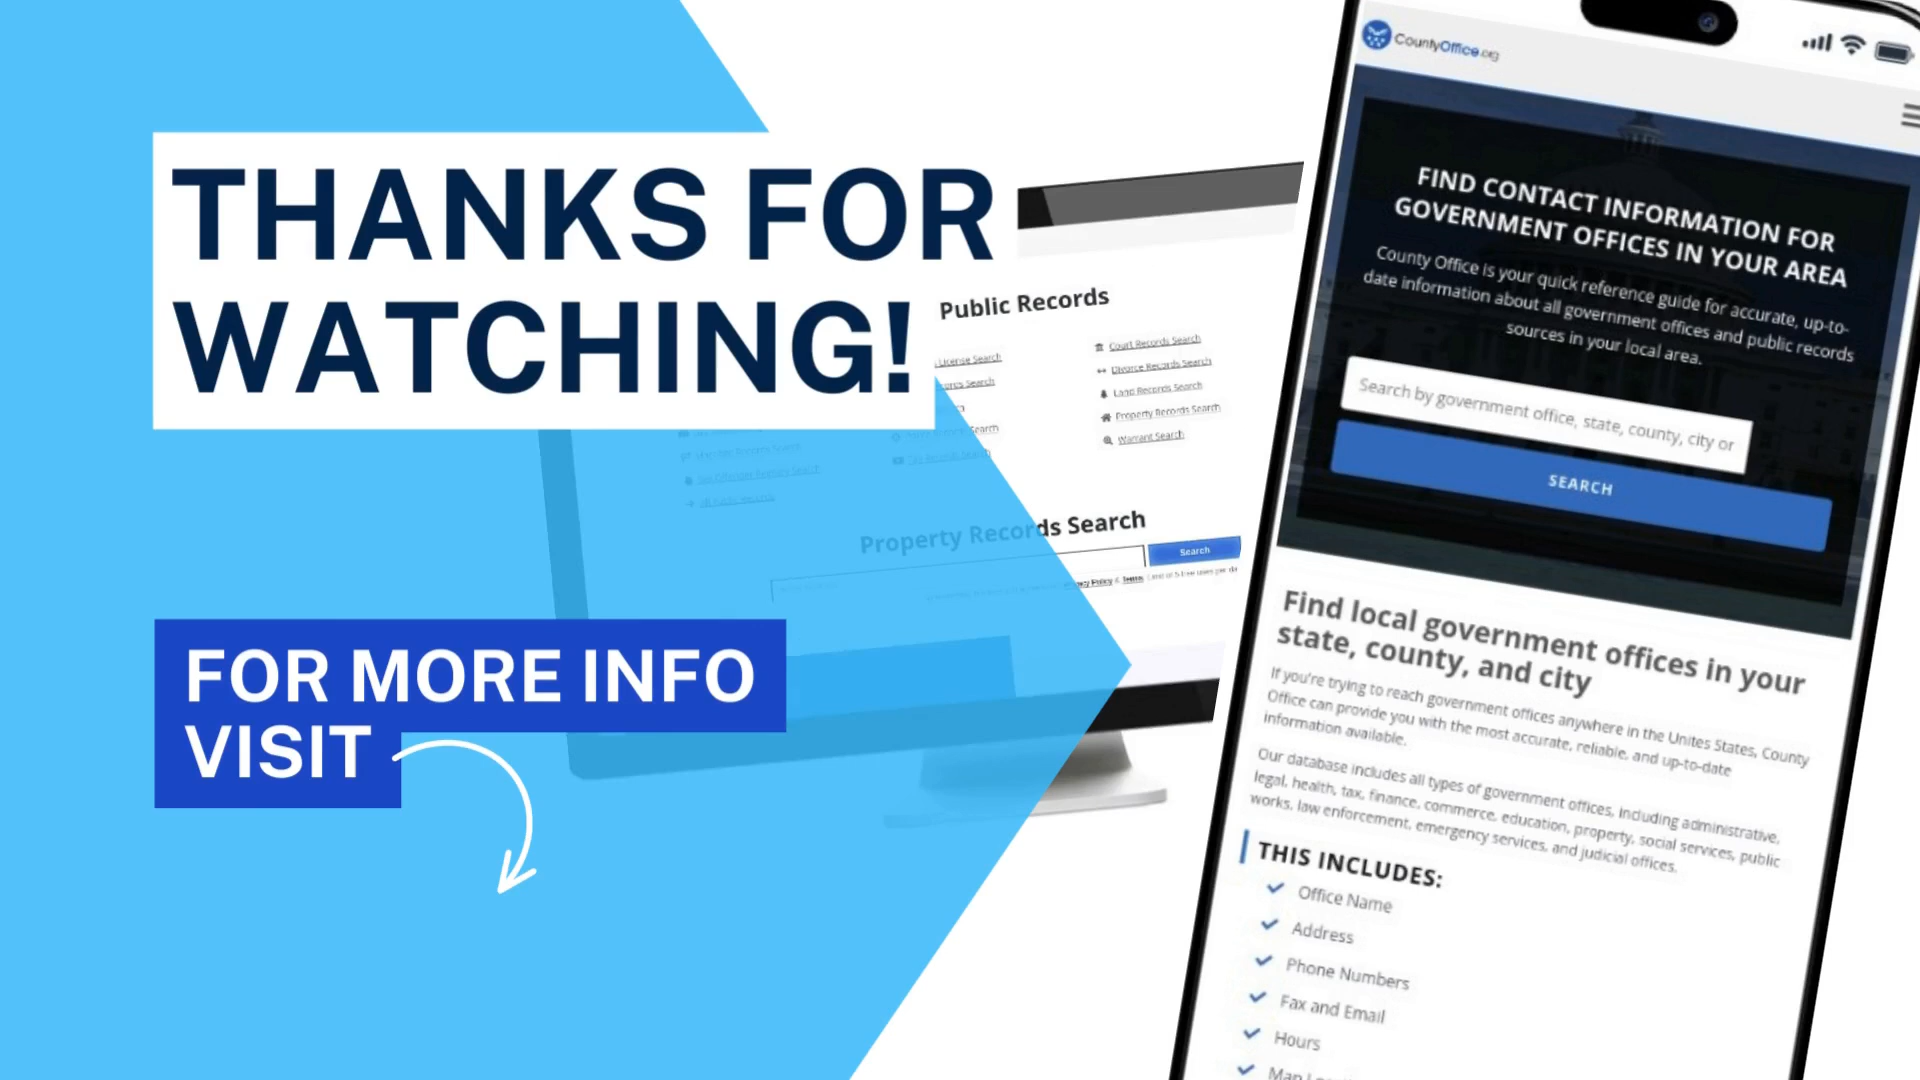 THANKS FOR
WATCHING!
FOR MORE INFO
VISIT
Public Records
License Search
Search
Search
Court Records Search
Divorce Records Search
Land Records Search
Property Records Search
Warrant Search
Property Records Search
Search
Policy & Terms
CountyOffice.org
FIND CONTACT INFORMATION FOR
GOVERNMENT OFFICES IN YOUR AREA
County Office is your quick reference guide for accurate, up-to-
date information about all government offices and public records
sources in your local area.
Search by government office, state, county, city or
SEARCH
Find local government offices in your
state, county, and city
If you're trying to reach government offices anywhere in the Unites States, County
Office can provide you with the most accurate, reliable, and up-to-date
information available.
Our database includes all types of government offices, including administrative,
legal, health, tax, finance, commerce, education, property, social services, public
works, law enforcement, emergency services, and judicial offices.
THIS INCLUDES:
Office Name
Address
Phone Numbers
Fax and Email
Hours